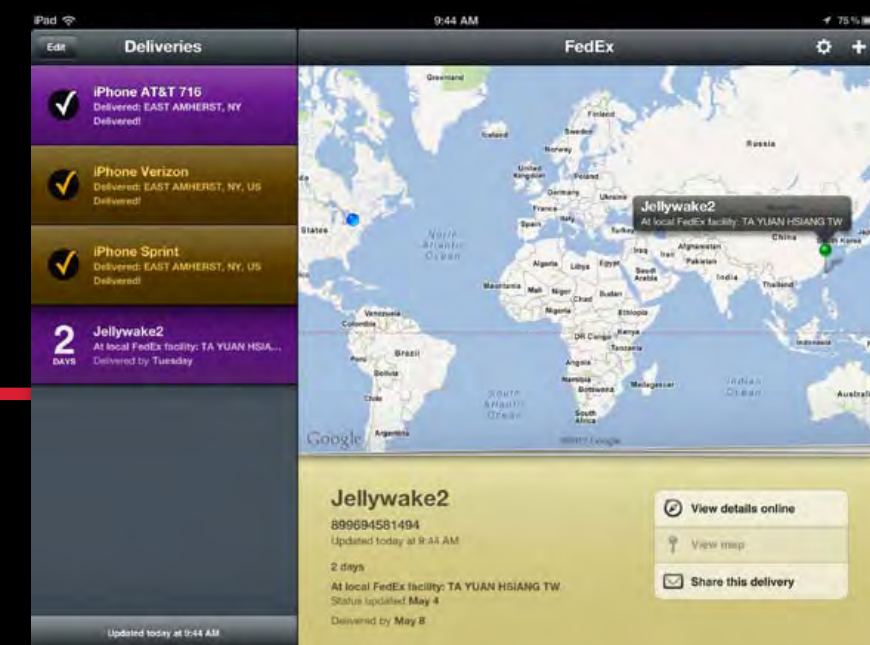 iPad
9:44 AM
75%
Edit
Deliveries
FedEx
iPhone AT&T 716
Delivered: EAST AMHERST, NY
Delivered!
iPhone Verizon
Delivered: EAST AMHERST, NY, US
Delivered!
iPhone Sprint
Delivered: EAST AMHERST, NY, US
Delivered!
2
DAYS
Jellywake2
At local FedEx facility: TA YUAN HSIA...
Delivered by Tuesday
Updated today at 9:44 AM
Greenland
Iceland
Finland
Sweden
Norway
Russia
United
Kingdom
Poland
Germany
Ukraine
France
Spain
Italy
Turkey
States
North
Atlantic
Ocean
Jellywake2
At local FedEx facility: TA YUAN HSIANG TW
China
South Korea
Iraq
Iran
Afghanistan
Pakistan
Algeria
Libya
Egypt
Saudi
Arabia
India
Thailand
Mauritania
Mali
Niger
Chad
Sudan
Nigeria
Ethiopia
Venezuela
Colombia
DR Congo
Kenya
Tanzania
Indonesia
Peru
Brazil
Bolivia
Angola
Namibia
Botswana
Madagascar
Chile
South
Atlantic
Ocean
Indian
Ocean
Australia
South
Africa
Argentina
Google
Jellywake2
899694581494
Updated today at 9:44 AM
2 days
At local FedEx facility: TA YUAN HSIANG TW
Status updated May 4
Delivered by May 8
View details online
View map
Share this delivery